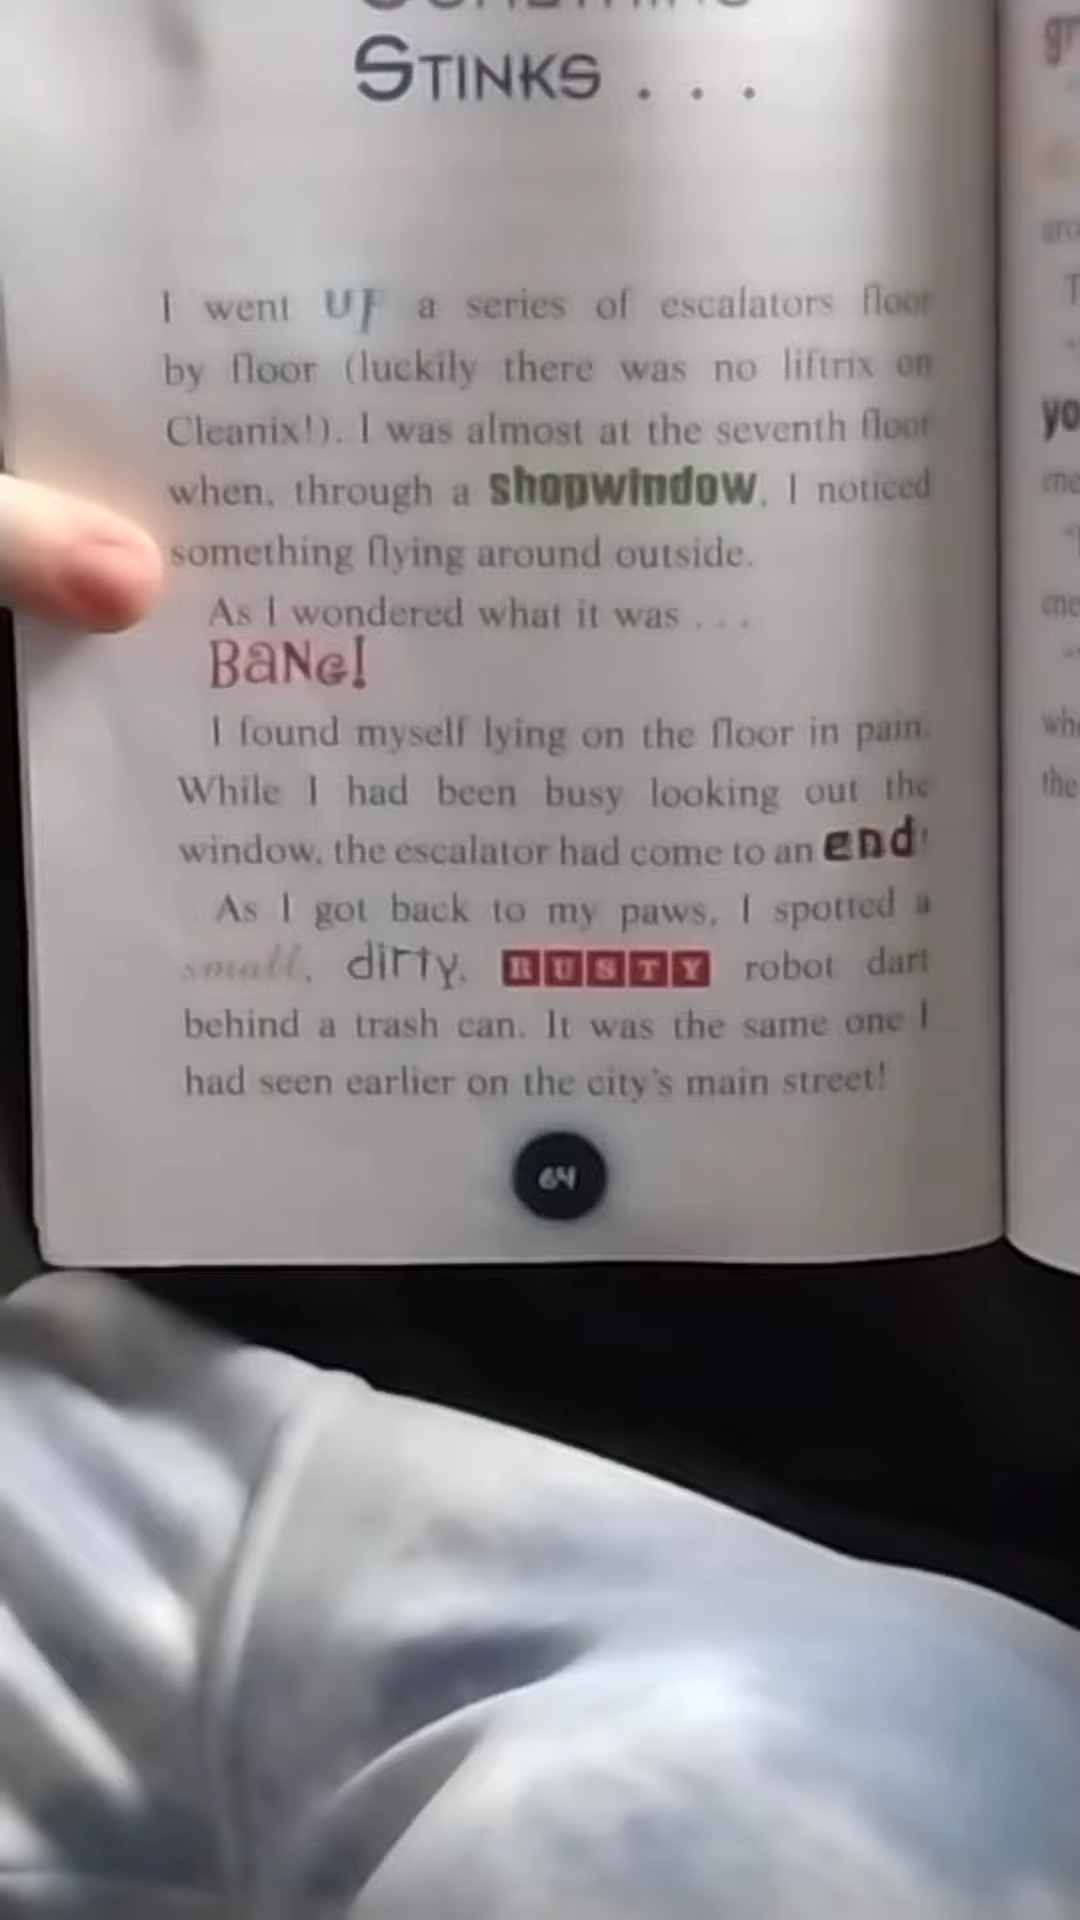 SOMETHING
STINKS . . .
I went UP a series of escalators floor
by floor (luckily there was no liftrix on
Cleanix!). I was almost at the seventh floor
when, through a shopwindow, I noticed
something flying around outside.
As I wondered what it was . . .
BANG!
I found myself lying on the floor in pain.
While I had been busy looking out the
window, the escalator had come to an end!
As I got back to my paws, I spotted a
small, dirty, RUSTY robot dart
behind a trash can. It was the same one I
had seen earlier on the city's main street!
64
yo
the